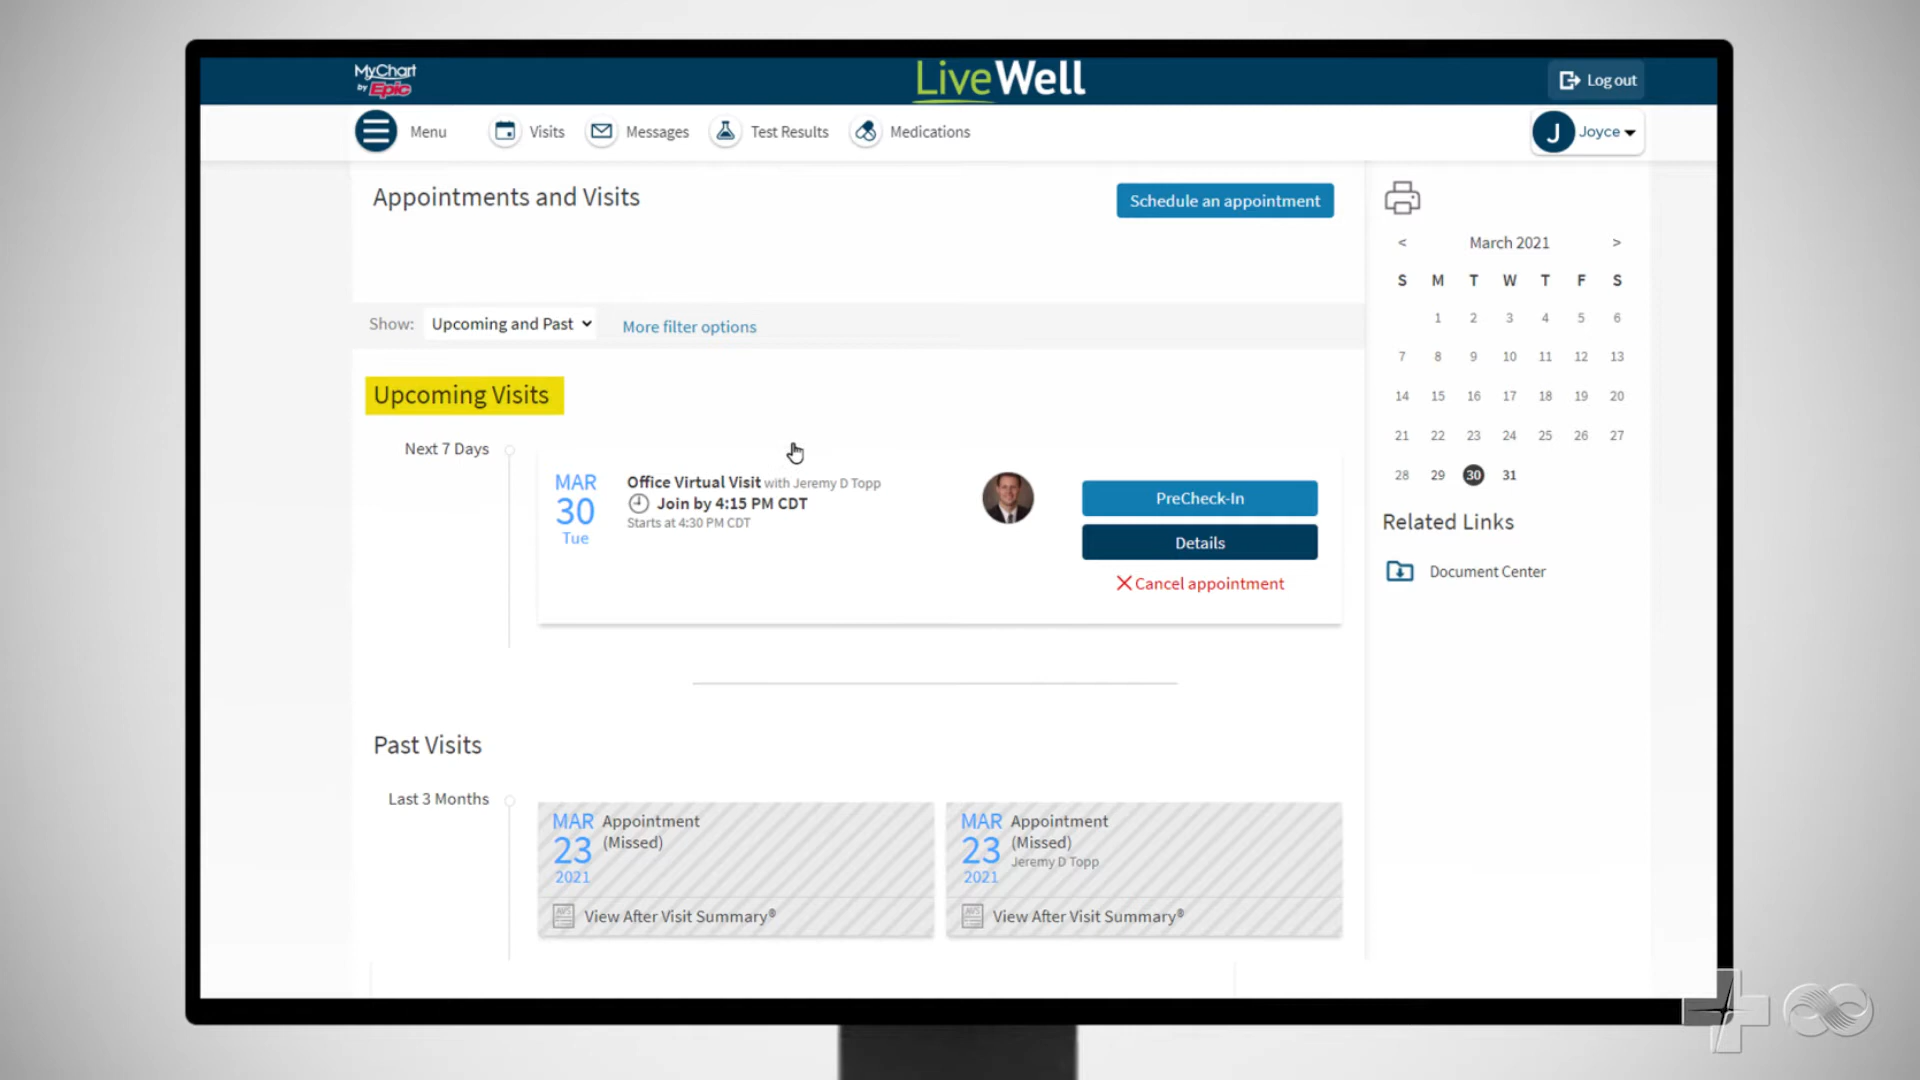 MyChart
by Epic
LiveWell
Log out
Menu
Visits
Messages
Test Results
Medications
J
Joyce
Appointments and Visits
Schedule an appointment
Show: Upcoming and Past
More filter options
Upcoming Visits
Next 7 Days
MAR
30
Tue
Office Virtual Visit with Jeremy D Topp
Join by 4:15 PM CDT
Starts at 4:30 PM CDT
PreCheck-In
Details
Cancel appointment
Past Visits
Last 3 Months
MAR
23
2021
Appointment
(Missed)
View After Visit Summary®
MAR
23
2021
Appointment
(Missed)
Jeremy D Topp
View After Visit Summary®
< March 2021 >
S M T W T F S
1 2 3 4 5 6
7 8 9 10 11 12 13
14 15 16 17 18 19 20
21 22 23 24 25 26 27
28 29 30 31
Related Links
Document Center